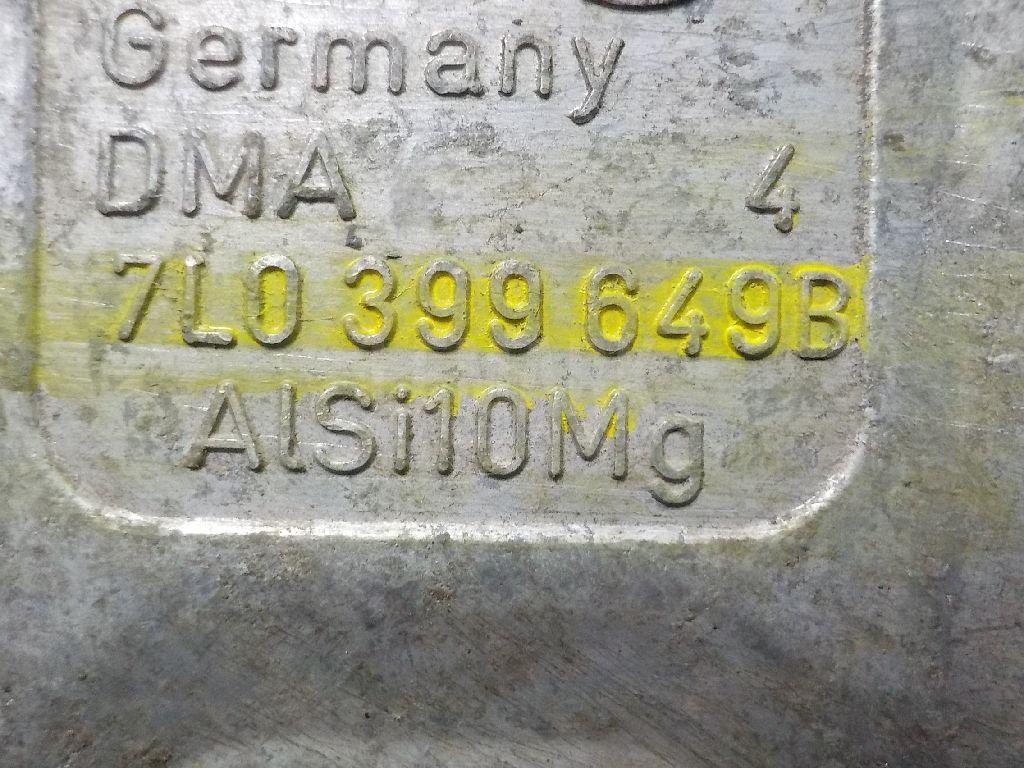 Germany
DMA 4
7L0 399 649B
AlSi10Mg